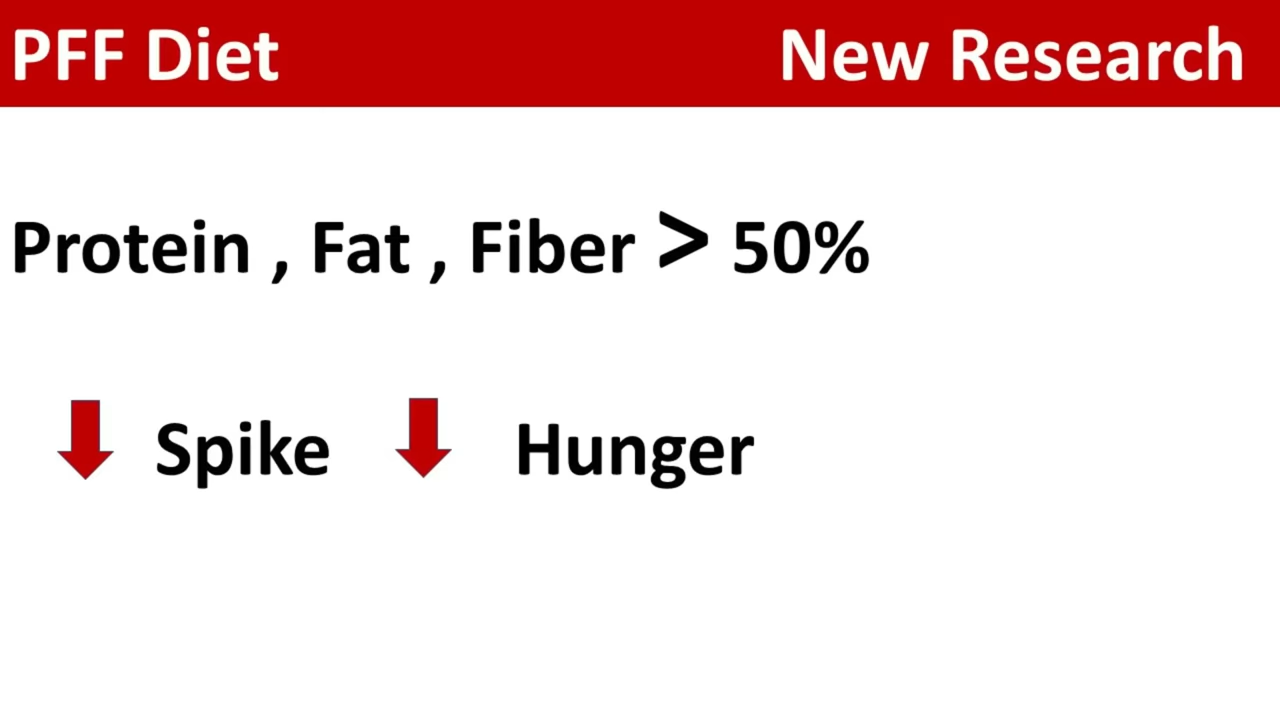 PFF Diet New Research
Protein , Fat , Fiber > 50%
Spike Hunger